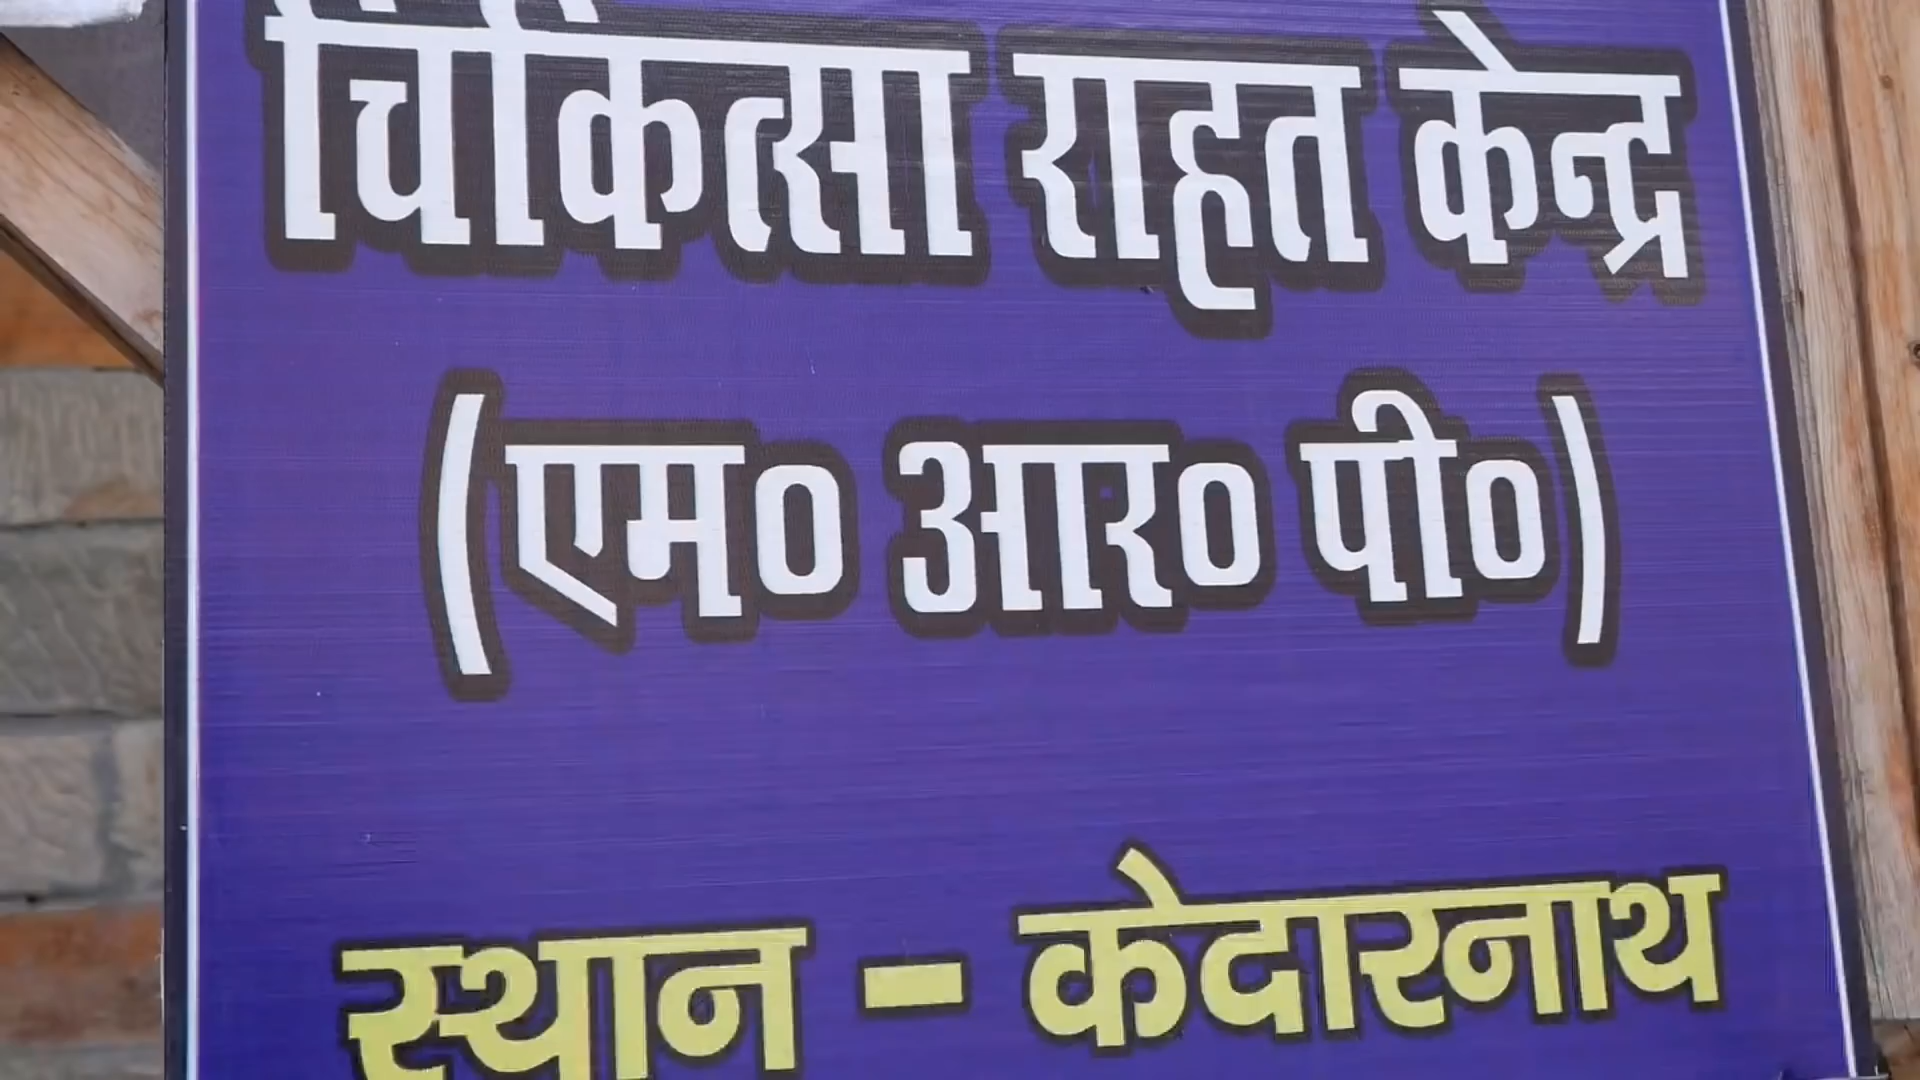 चिकित्सा राहत केन्द्र
(एम० आर० पी०)
स्थान - केदारनाथ